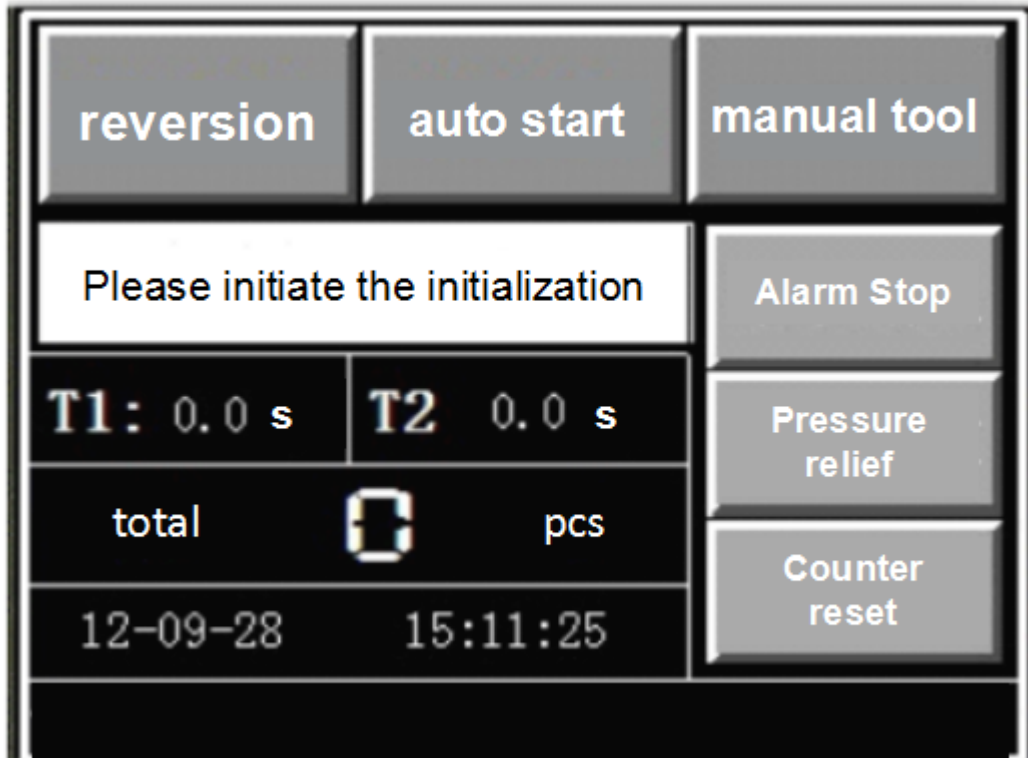 reversion
auto start
manual tool
Please initiate the initialization
Alarm Stop
T1: 0.0 s
T2 0.0 s
Pressure
relief
total 0 pcs
Counter
reset
12-09-28 15:11:25